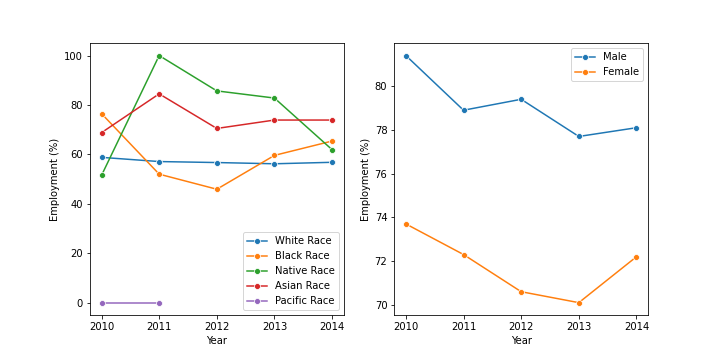 100
80
60
40
20
0
Employment (%)
2010 2011 2012 2013 2014
Year
White Race
Black Race
Native Race
Asian Race
Pacific Race
80
78
76
74
72
70
Employment (%)
2010 2011 2012 2013 2014
Year
Male
Female